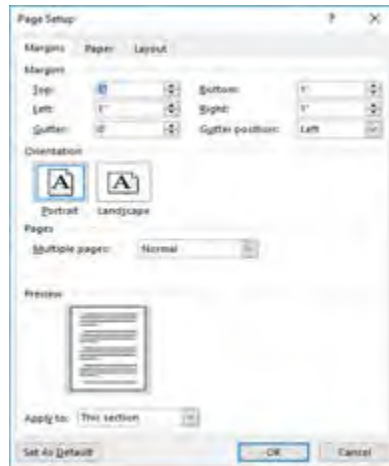 Page Setup ? X
Margins Paper Layout
Margins
Top: Bottom: 1"
Left: 1" Right: 1"
Gutter: 0" Gutter position: Left
Orientation
A A
Portrait Landscape
Pages
Multiple pages: Normal
Preview
Apply to: This section
Set As Default OK Cancel